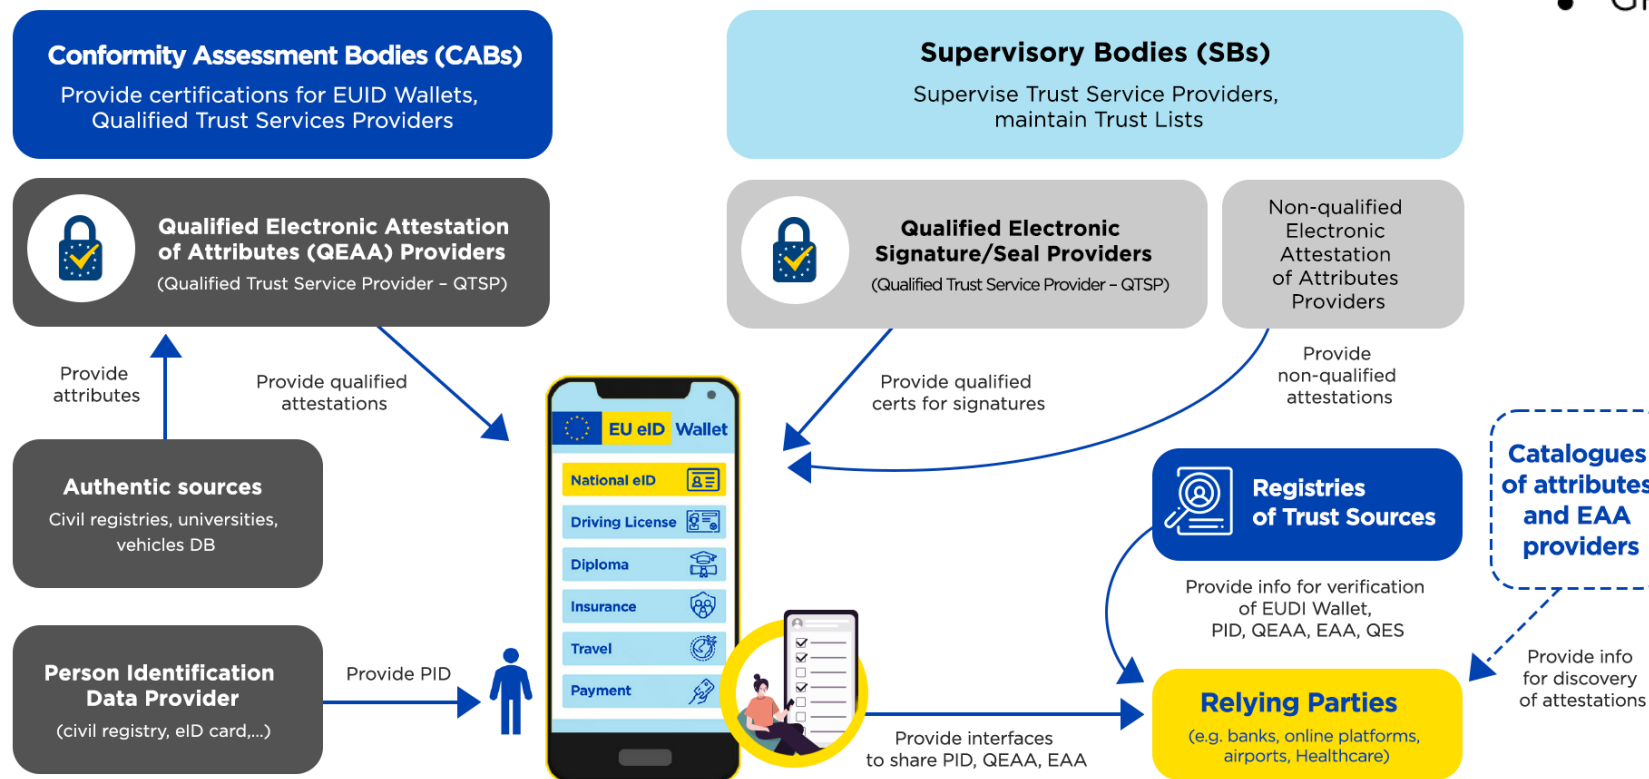 Conformity Assessment Bodies (CABs)
Provide certifications for EUID Wallets,
Qualified Trust Services Providers
Supervisory Bodies (SBs)
Supervise Trust Service Providers,
maintain Trust Lists
Qualified Electronic Attestation
of Attributes (QEAA) Providers
(Qualified Trust Service Provider – QTSP)
Qualified Electronic
Signature/Seal Providers
(Qualified Trust Service Provider – QTSP)
Non-qualified
Electronic
Attestation
of Attributes
Providers
Provide
attributes
Provide qualified
attestations
Provide qualified
certs for signatures
Provide
non-qualified
attestations
Authentic sources
Civil registries, universities,
vehicles DB
EU eID Wallet
National eID
Driving License
Diploma
Insurance
Travel
Payment
Registries
of Trust Sources
Catalogues
of attributes
and EAA
providers
Provide info for verification
of EUDI Wallet,
PID, QEAA, EAA, QES
Provide info
for discovery
of attestations
Person Identification
Data Provider
(civil registry, eID card,...)
Provide PID
Provide interfaces
to share PID, QEAA, EAA
Relying Parties
(e.g. banks, online platforms,
airports, Healthcare)